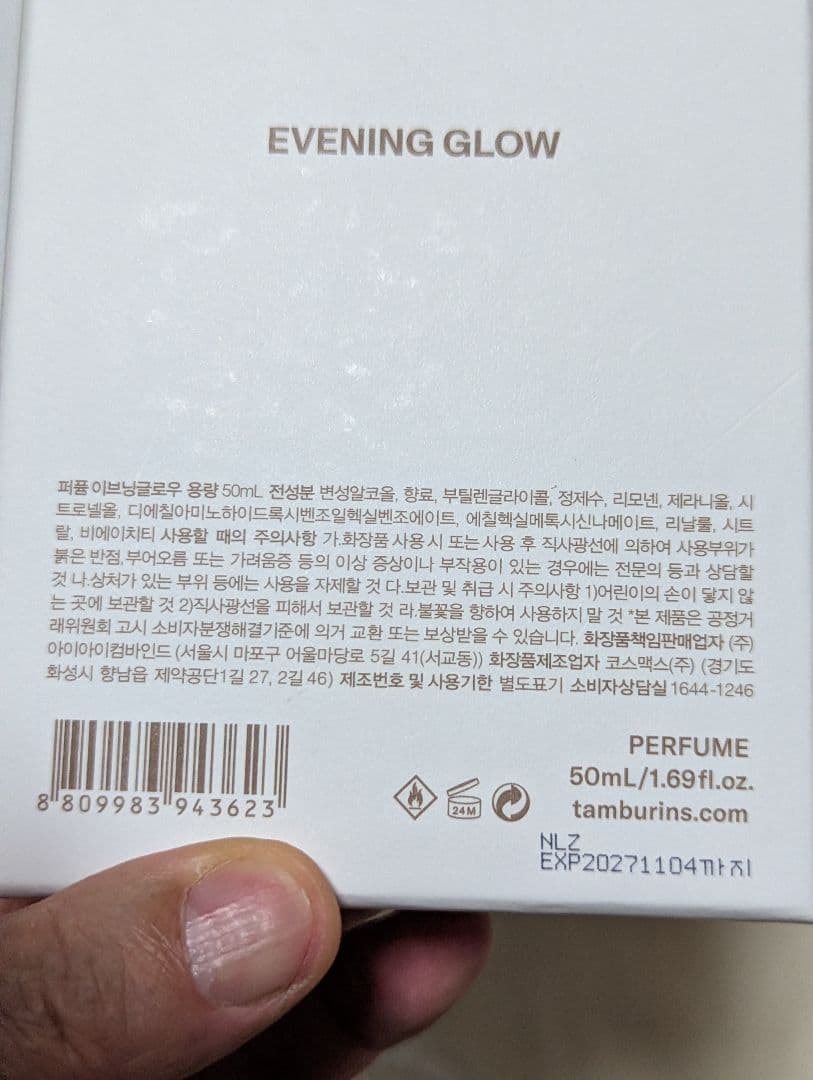 EVENING GLOW
퍼퓸 이브닝글로우 용량 50mL 전성분 변성알코올, 향료, 부틸렌글라이콜, 정제수, 리모넨, 제라니올, 시
트로넬올, 디에칠아미노하이드록시벤조일헥실벤조에이트, 에칠헥실메톡시신나메이트, 리날룰, 시트
랄, 비에이치티 사용할 때의 주의사항 가.화장품 사용 시 또는 사용 후 직사광선에 의하여 사용부위가
붉은 반점,부어오름 또는 가려움증 등의 이상 증상이나 부작용이 있는 경우에는 전문의 등과 상담할
것 나.상처가 있는 부위 등에는 사용을 자제할 것 다.보관 및 취급 시 주의사항 1)어린이의 손이 닿지 않
는 곳에 보관할 것 2)직사광선을 피해서 보관할 것 라.불꽃을 향하여 사용하지 말 것 *본 제품은 공정거
래위원회 고시 소비자분쟁해결기준에 의거 교환 또는 보상받을 수 있습니다. 화장품책임판매업자 (주)
아이아이컴바인드 (서울시 마포구 어울마당로 5길 41(서교동)) 화장품제조업자 코스맥스(주) (경기도
화성시 향남읍 제약공단1길 27, 2길 46) 제조번호 및 사용기한 별도표기 소비자상담실 1644-1246
8 809983 943623
24M
PERFUME
50mL/1.69fl.oz.
tamburins.com
NLZ
EXP20271104까지